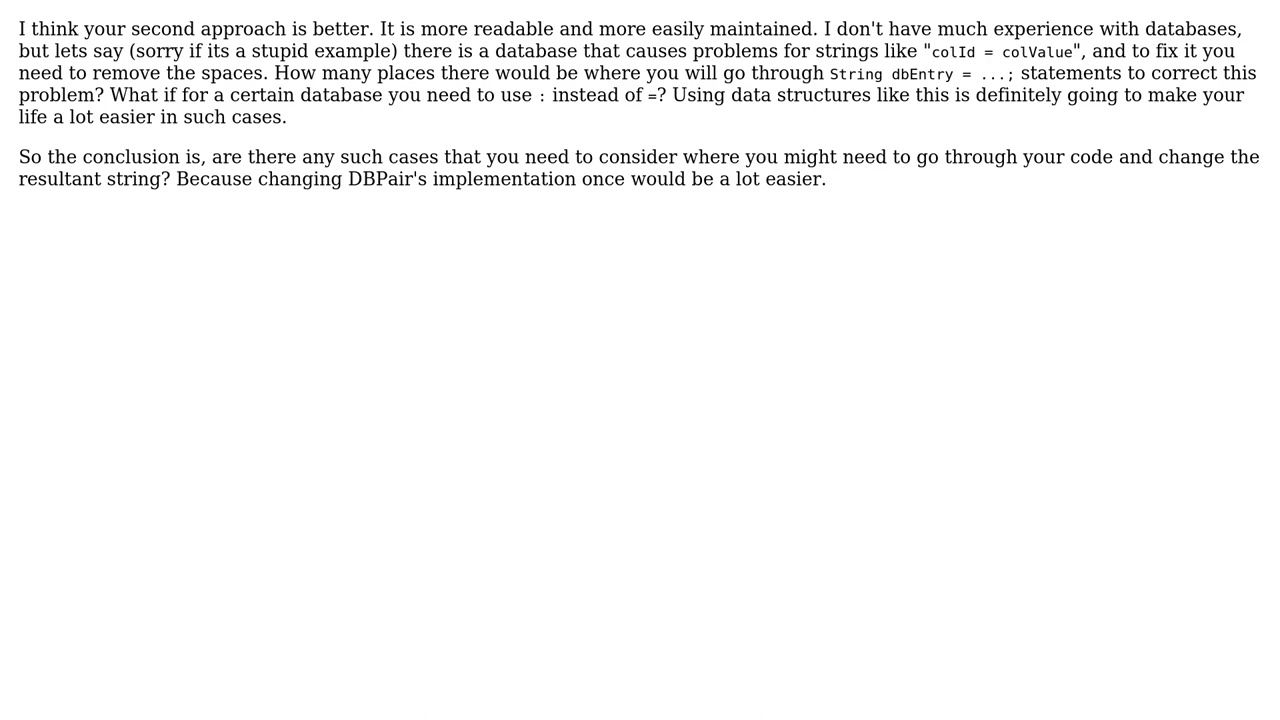 I think your second approach is better. It is more readable and more easily maintained. I don't have much experience with databases,
but lets say (sorry if its a stupid example) there is a database that causes problems for strings like "colId = colValue", and to fix it you
need to remove the spaces. How many places there would be where you will go through String dbEntry = ...; statements to correct this
problem? What if for a certain database you need to use : instead of =? Using data structures like this is definitely going to make your
life a lot easier in such cases.
So the conclusion is, are there any such cases that you need to consider where you might need to go through your code and change the
resultant string? Because changing DBPair's implementation once would be a lot easier.